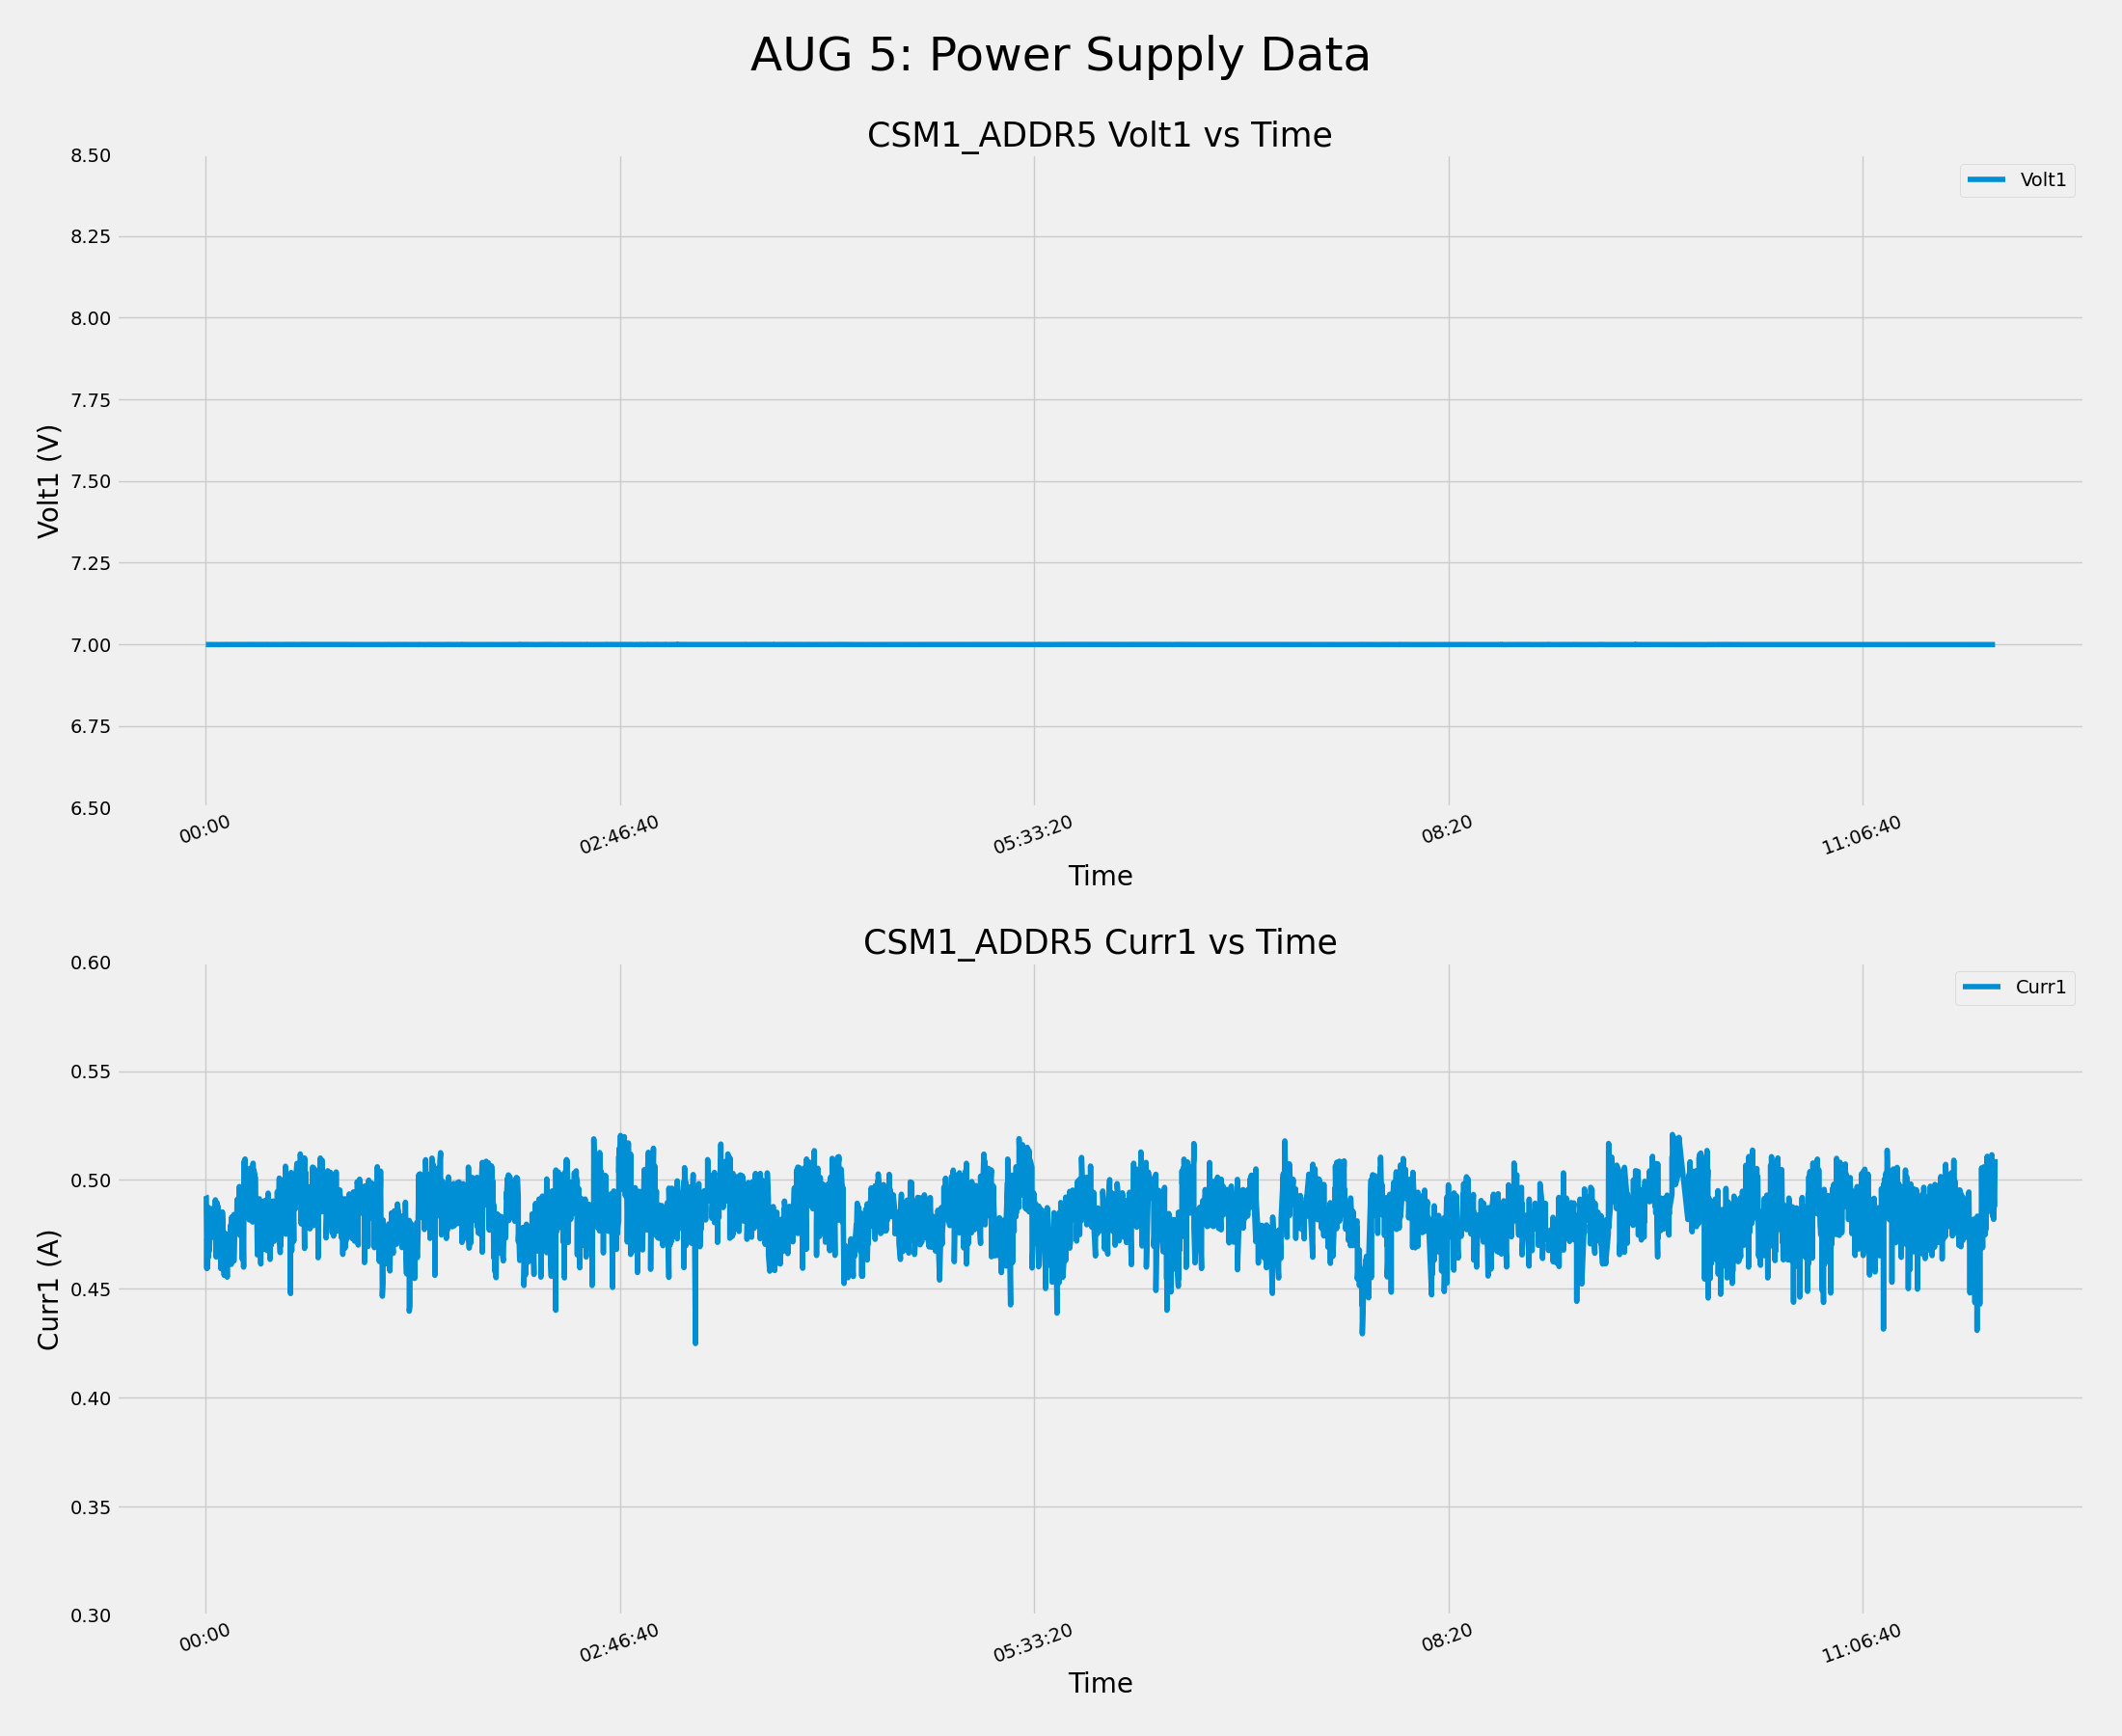 AUG 5: Power Supply Data
CSM1_ADDR5 Volt1 vs Time
8.50
8.25
8.00
7.75
7.50
7.25
7.00
6.75
6.50
Volt1 (V)
Volt1
00:00
02:46:40
05:33:20
08:20
11:06:40
Time
CSM1_ADDR5 Curr1 vs Time
0.60
0.55
0.50
0.45
0.40
0.35
0.30
Curr1 (A)
Curr1
00:00
02:46:40
05:33:20
08:20
11:06:40
Time